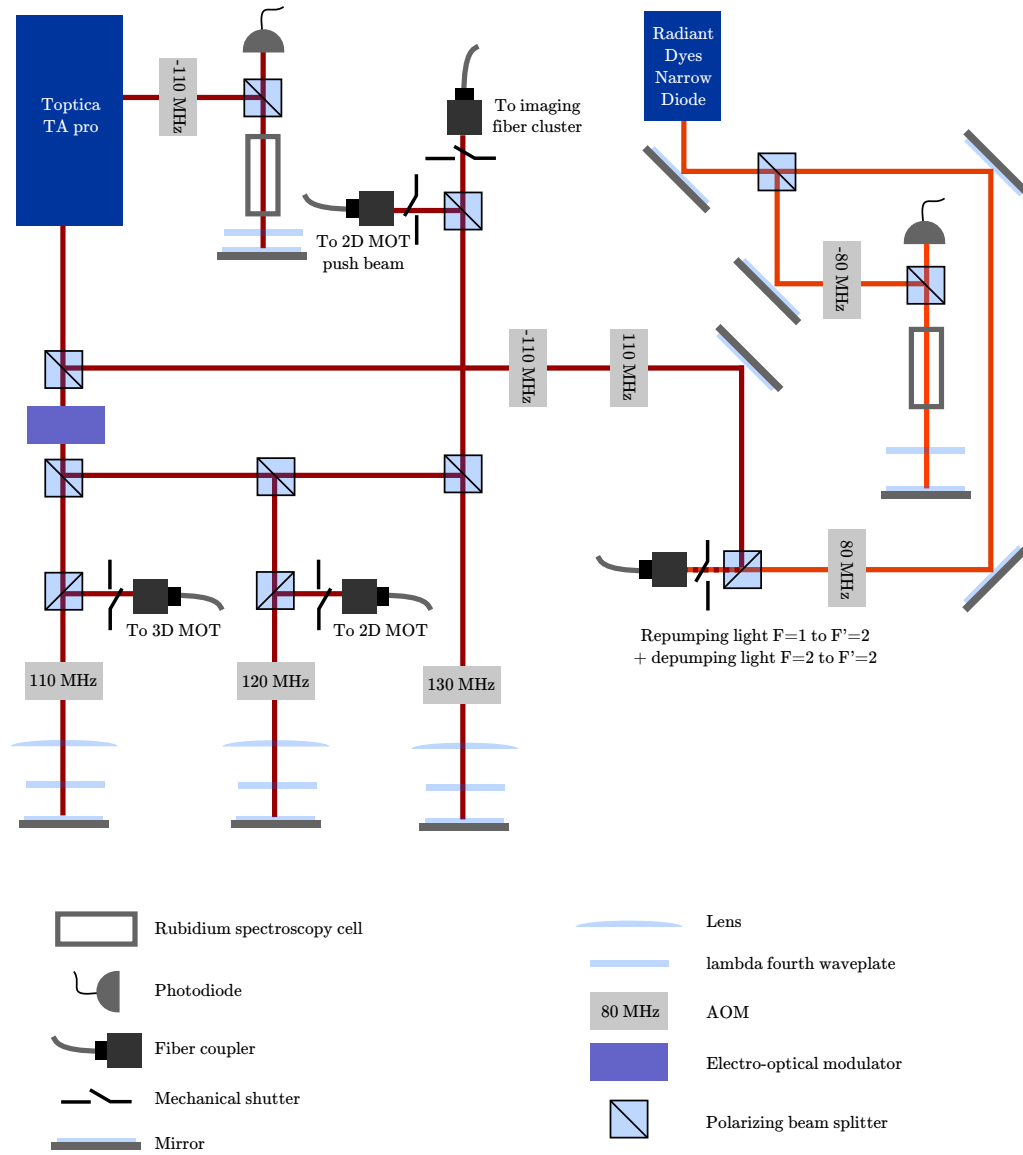 Toptica
TA pro
-110 MHz
To imaging
fiber cluster
To 2D MOT
push beam
Radiant
Dyes
Narrow
Diode
-80 MHz
-110 MHz
110 MHz
80 MHz
To 3D MOT
To 2D MOT
Repumping light F=1 to F'=2
+ depumping light F=2 to F'=2
110 MHz
120 MHz
130 MHz
Rubidium spectroscopy cell
Photodiode
Fiber coupler
Mechanical shutter
Mirror
Lens
lambda fourth waveplate
80 MHz
AOM
Electro-optical modulator
Polarizing beam splitter